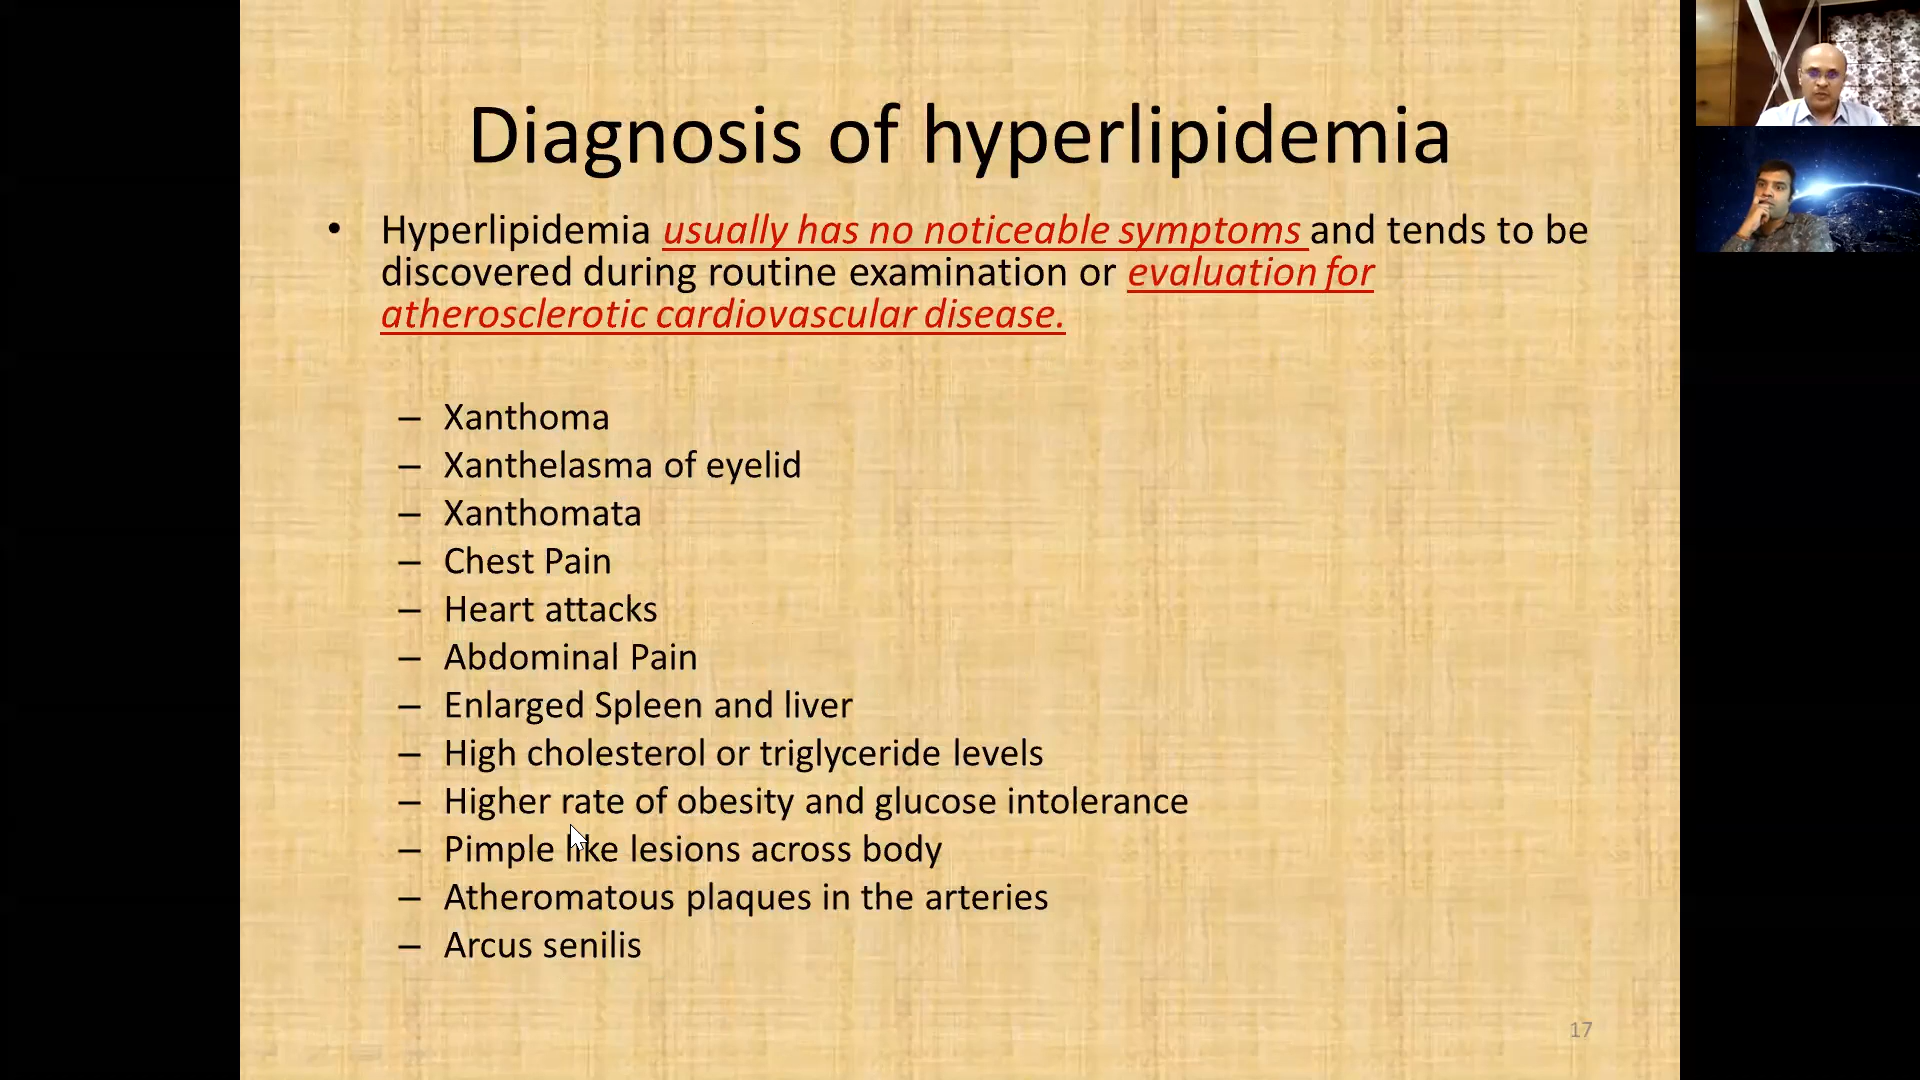 Diagnosis of hyperlipidemia
• Hyperlipidemia usually has no noticeable symptoms and tends to be
discovered during routine examination or evaluation for
atherosclerotic cardiovascular disease.
– Xanthoma
– Xanthelasma of eyelid
– Xanthomata
– Chest Pain
– Heart attacks
– Abdominal Pain
– Enlarged Spleen and liver
– High cholesterol or triglyceride levels
– Higher rate of obesity and glucose intolerance
– Pimple like lesions across body
– Atheromatous plaques in the arteries
– Arcus senilis
17